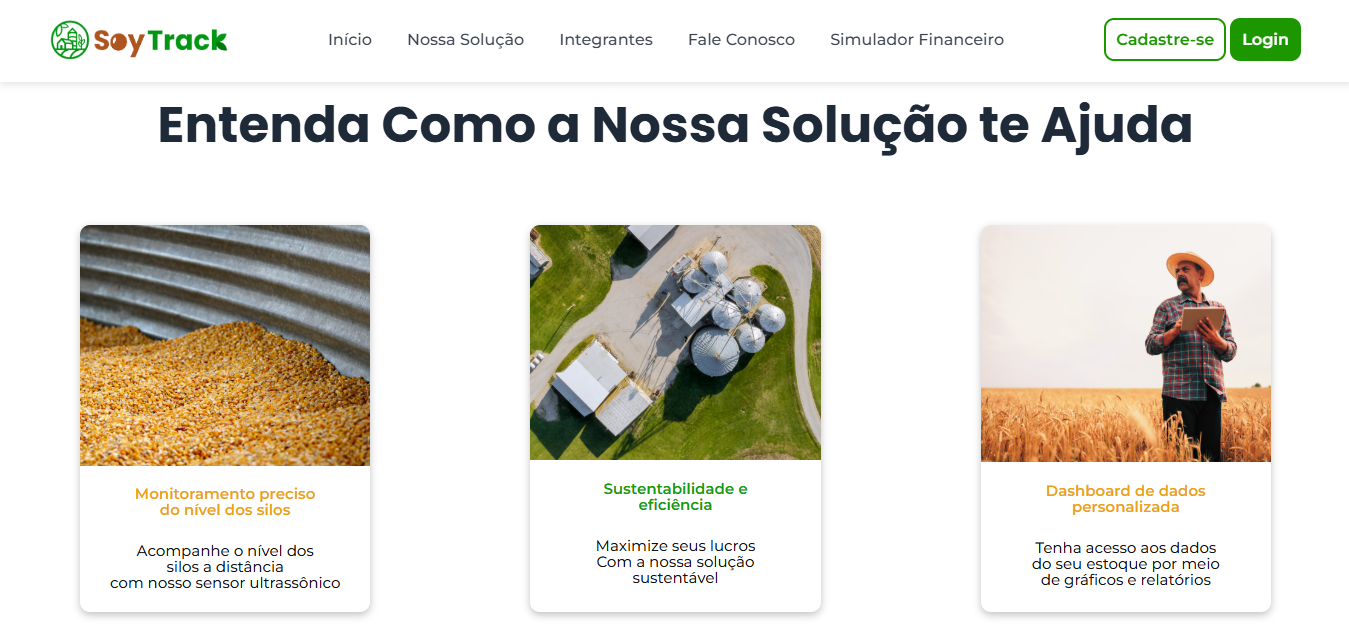 SoyTrack
Início
Nossa Solução
Integrantes
Fale Conosco
Simulador Financeiro
Cadastre-se
Login
Entenda Como a Nossa Solução te Ajuda
Monitoramento preciso
do nível dos silos
Acompanhe o nível dos
silos a distância
com nosso sensor ultrassônico
Sustentabilidade e
eficiência
Maximize seus lucros
Com a nossa solução
sustentável
Dashboard de dados
personalizada
Tenha acesso aos dados
do seu estoque por meio
de gráficos e relatórios